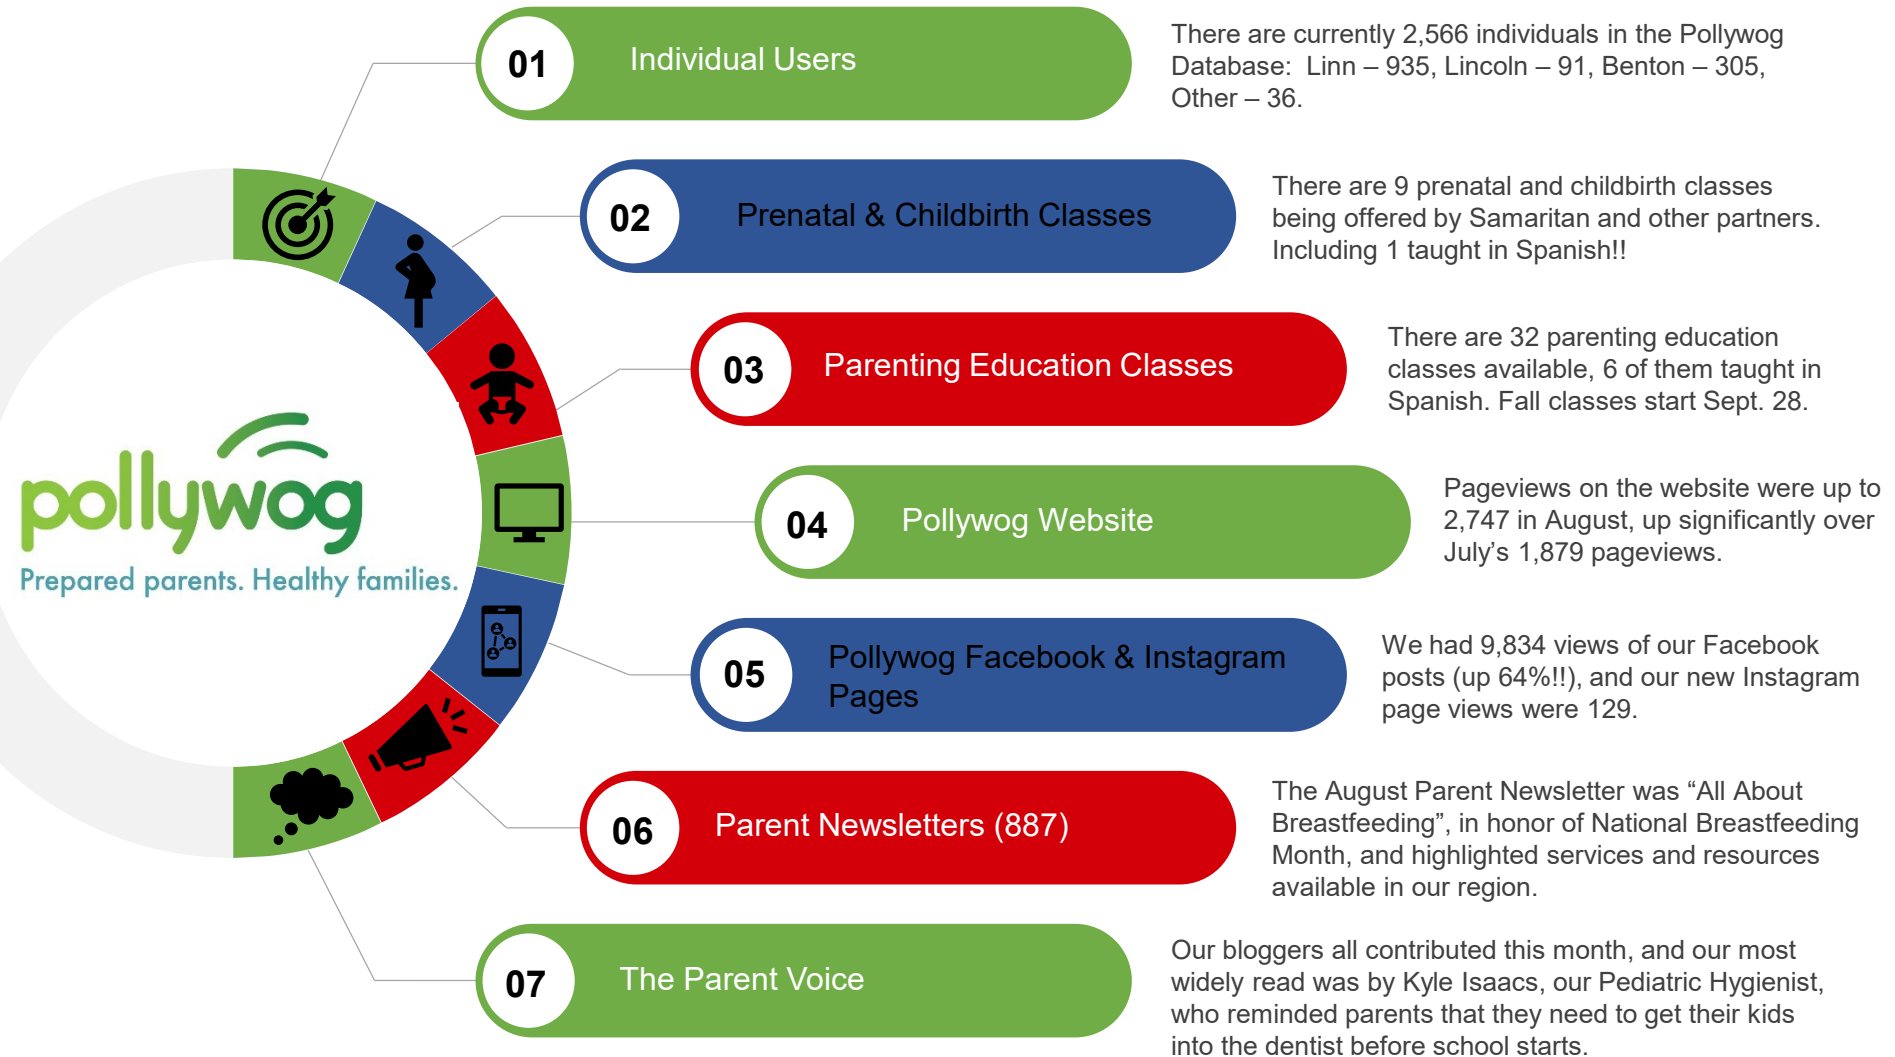 01
Individual Users
There are currently 2,566 individuals in the Pollywog
Database:  Linn – 935, Lincoln – 91, Benton – 305,
Other – 36.
02
Prenatal & Childbirth Classes
There are 9 prenatal and childbirth classes
being offered by Samaritan and other partners.
Including 1 taught in Spanish!!
03
Parenting Education Classes
There are 32 parenting education
classes available, 6 of them taught in
Spanish. Fall classes start Sept. 28.
pollywog
Prepared parents. Healthy families.
04
Pollywog Website
Pageviews on the website were up to
2,747 in August, up significantly over
July’s 1,879 pageviews.
05
Pollywog Facebook & Instagram
Pages
We had 9,834 views of our Facebook
posts (up 64%!!), and our new Instagram
page views were 129.
06
Parent Newsletters (887)
The August Parent Newsletter was “All About
Breastfeeding”, in honor of National Breastfeeding
Month, and highlighted services and resources
available in our region.
07
The Parent Voice
Our bloggers all contributed this month, and our most
widely read was by Kyle Isaacs, our Pediatric Hygienist,
who reminded parents that they need to get their kids
into the dentist before school starts.